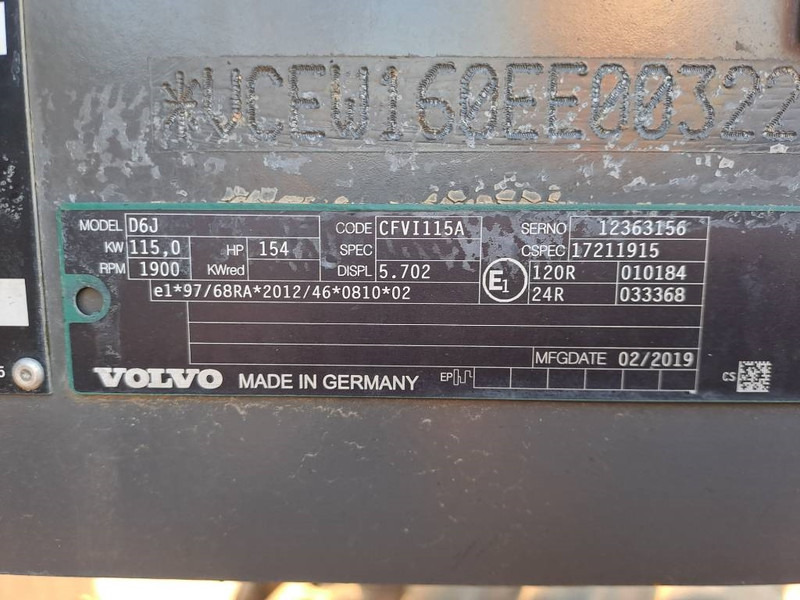 *VCEW160EE00322
MODEL D6J CODE CFVI115A SERNO 12363156
KW 115,0 HP 154 SPEC CSPEC 17211915
RPM 1900 KWred DISPL 5.702 E1 120R 010184
e1*97/68RA*2012/46*0810*02 24R 033368
MFGDATE 02/2019
VOLVO MADE IN GERMANY EP CS